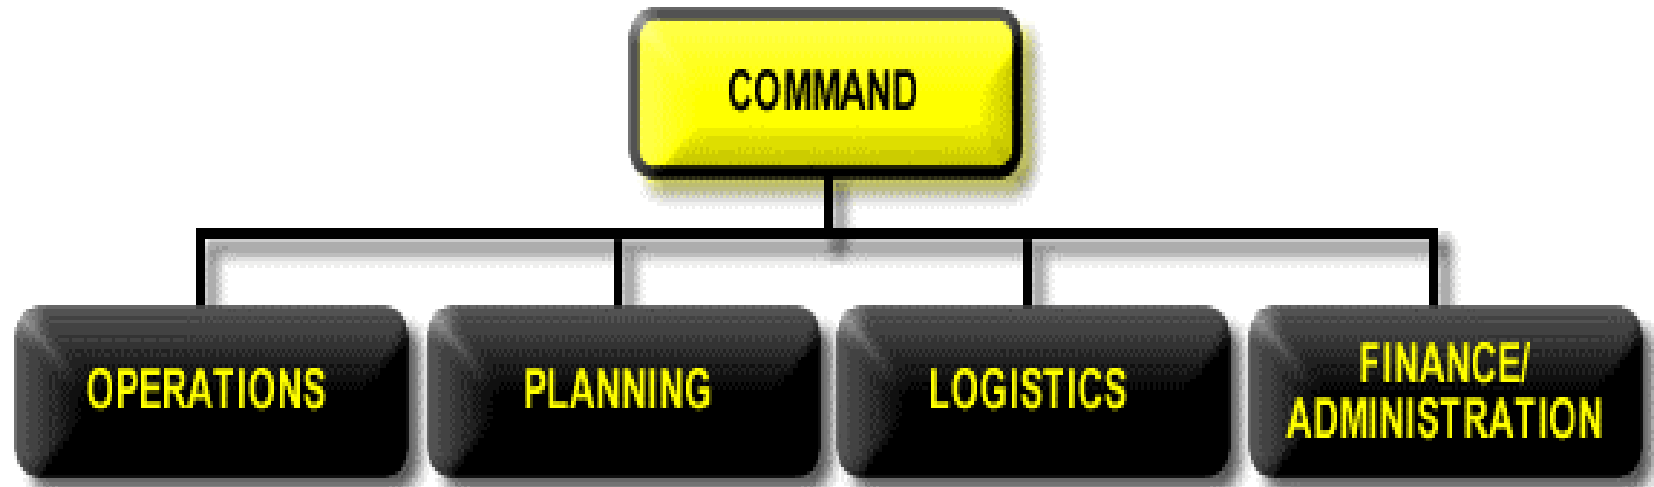 COMMAND
OPERATIONS
PLANNING
LOGISTICS
FINANCE/
ADMINISTRATION